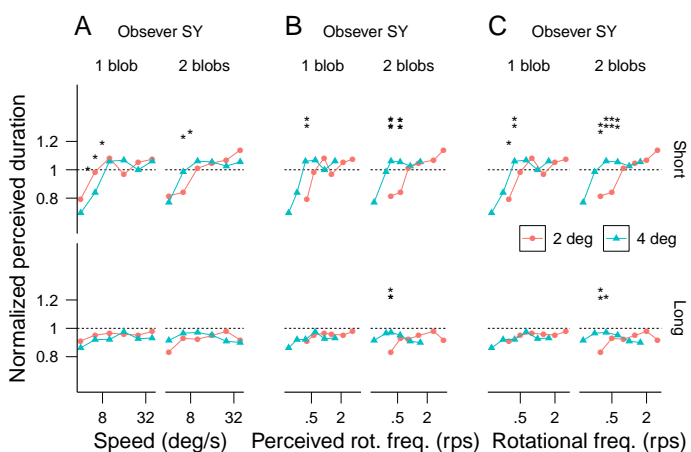 A B C
Obsever SY Obsever SY Obsever SY
1 blob 2 blobs 1 blob 2 blobs 1 blob 2 blobs
Normalized perceived duration
1.2
1
0.8
Short
2 deg 4 deg
1.2
1
0.8
Long
8 32 8 32 .5 2 .5 2 .5 2 .5 2
Speed (deg/s) Perceived rot. freq. (rps) Rotational freq. (rps)